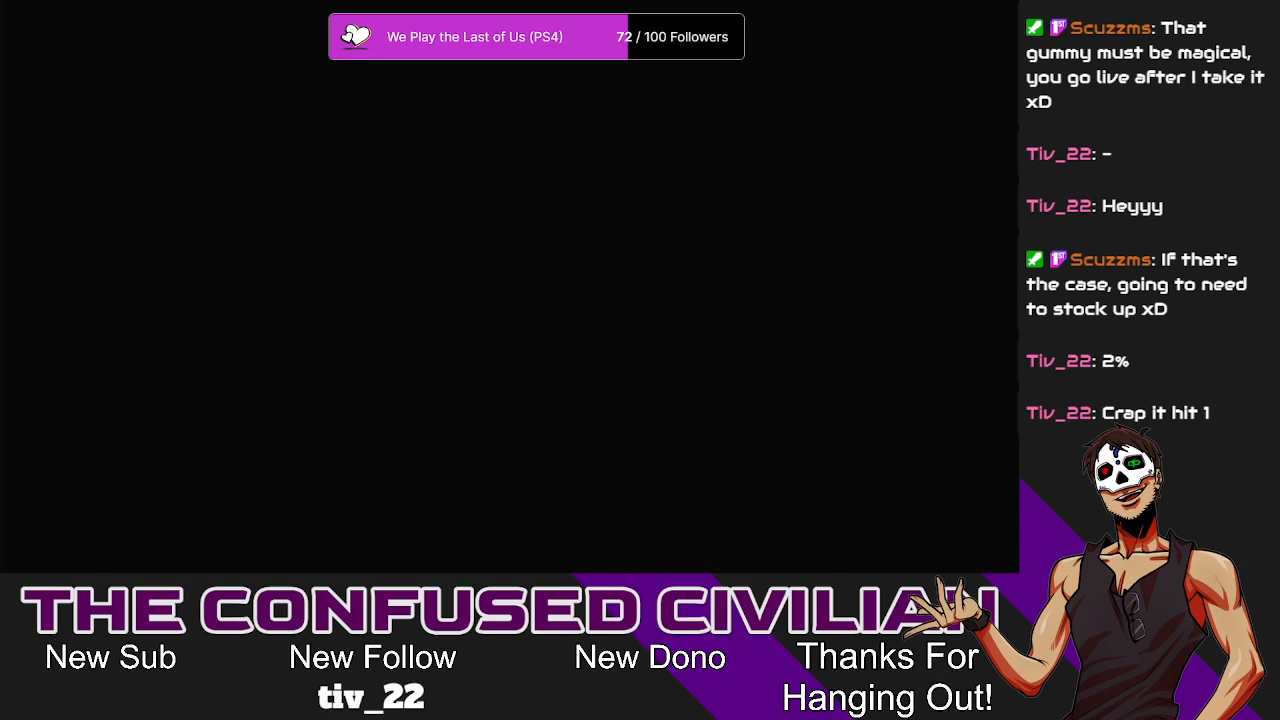 We Play the Last of Us (PS4) 72 / 100 Followers
Scuzzms: That
gummy must be magical,
you go live after I take it
xD
Tiv_22: -
Heyyy
Scuzzms: If that's
the case, going to need
to stock up xD
Tiv_22: 2%
Tiv_22: Crap it hit 1
THE CONFUSED CIVILIAN
New Sub
New Follow
tiv_22
New Dono
Thanks For
Hanging Out!